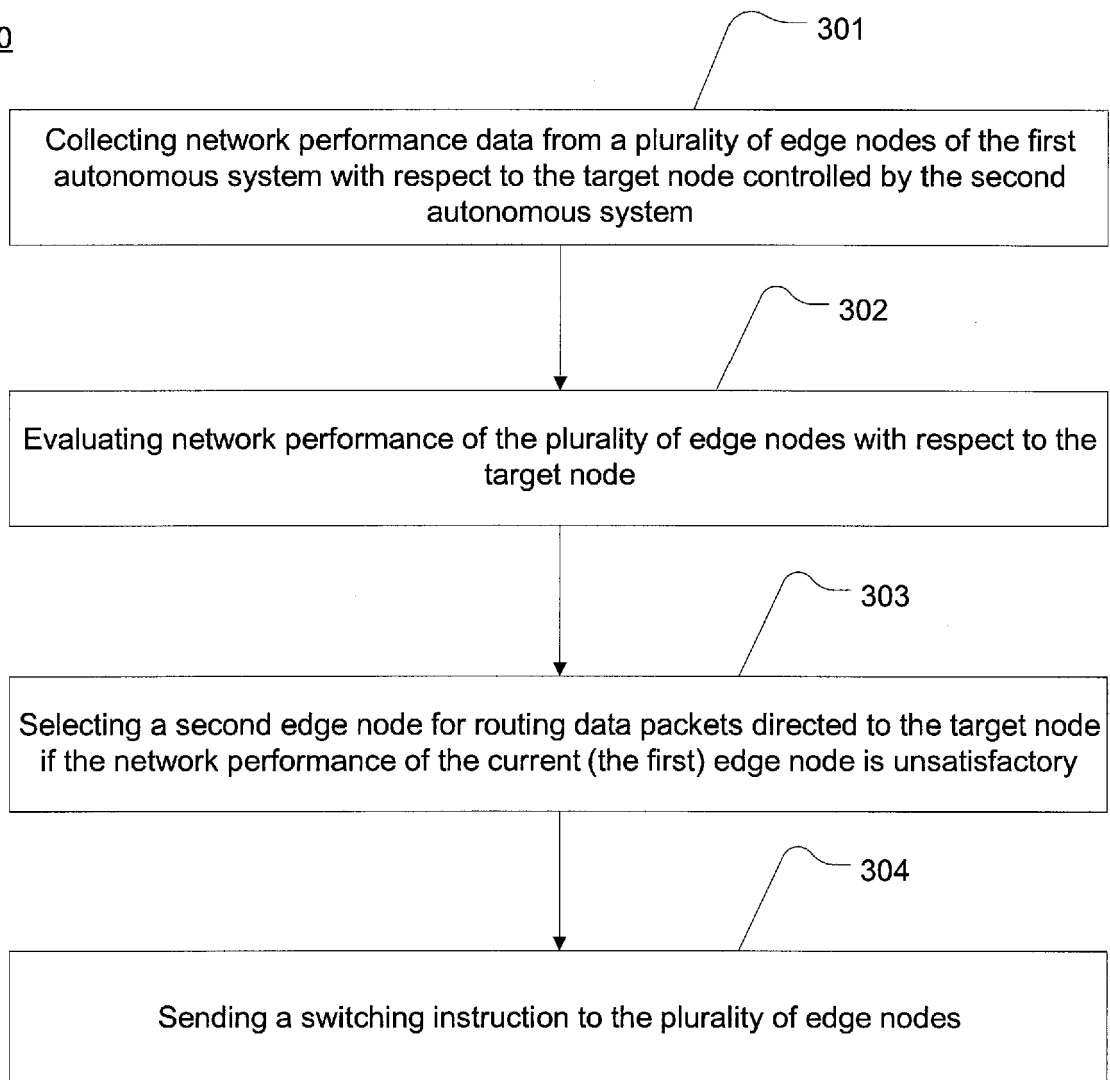 0
301
Collecting network performance data from a plurality of edge nodes of the first
autonomous system with respect to the target node controlled by the second
autonomous system
302
Evaluating network performance of the plurality of edge nodes with respect to the
target node
303
Selecting a second edge node for routing data packets directed to the target node
if the network performance of the current (the first) edge node is unsatisfactory
304
Sending a switching instruction to the plurality of edge nodes